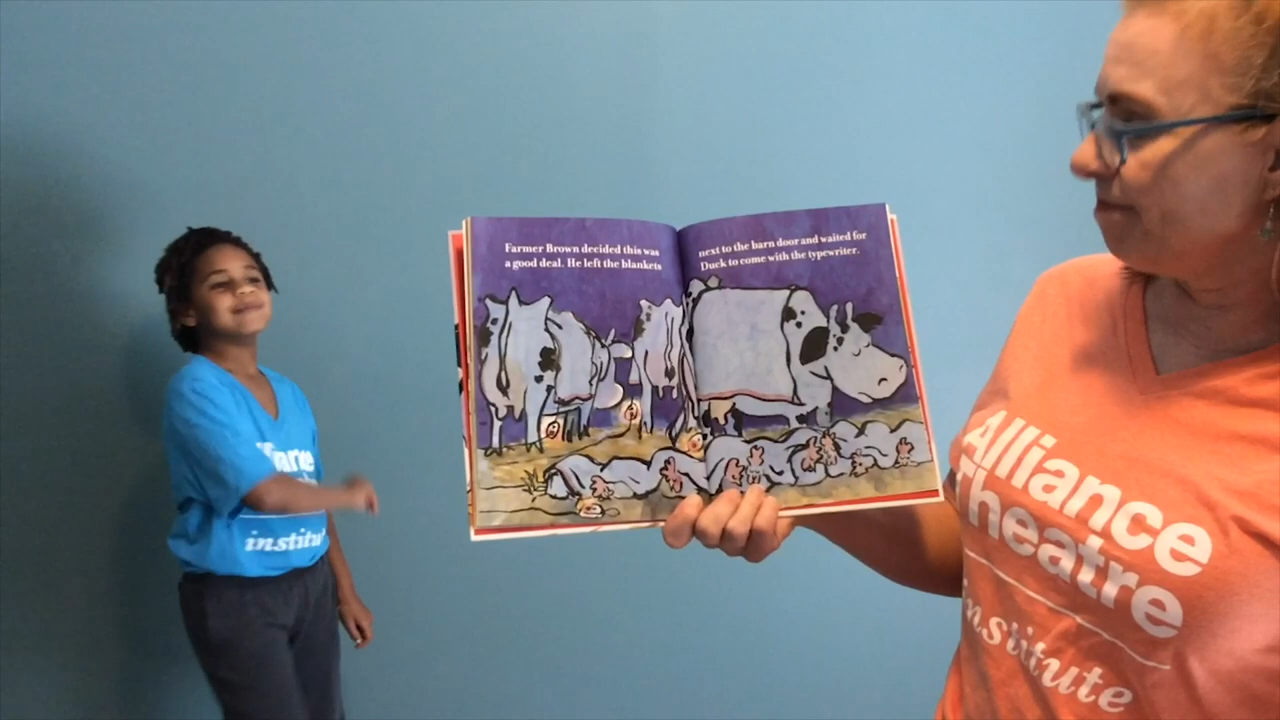 Farmer Brown decided this was
a good deal. He left the blankets
next to the barn door and waited for
Duck to come with the typewriter.
Alliance
Theatre
institute